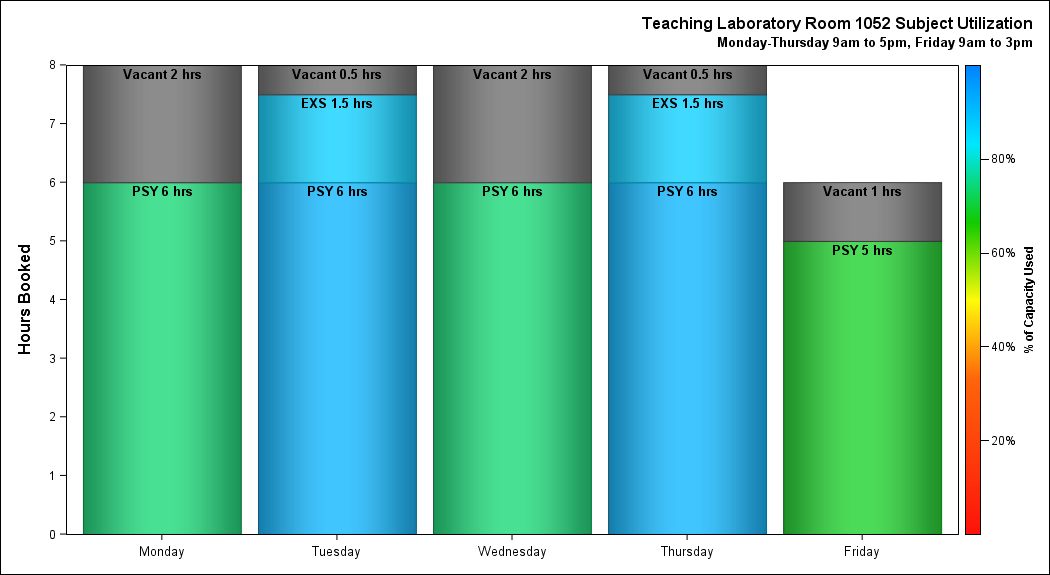 Teaching Laboratory Room 1052 Subject Utilization
Monday-Thursday 9am to 5pm, Friday 9am to 3pm
Hours Booked
8
7
6
5
4
3
2
1
0
Vacant 2 hrs
PSY 6 hrs
Vacant 0.5 hrs
EXS 1.5 hrs
PSY 6 hrs
Vacant 2 hrs
PSY 6 hrs
Vacant 0.5 hrs
EXS 1.5 hrs
PSY 6 hrs
Vacant 1 hrs
PSY 5 hrs
Monday
Tuesday
Wednesday
Thursday
Friday
80%
60%
40%
20%
% of Capacity Used